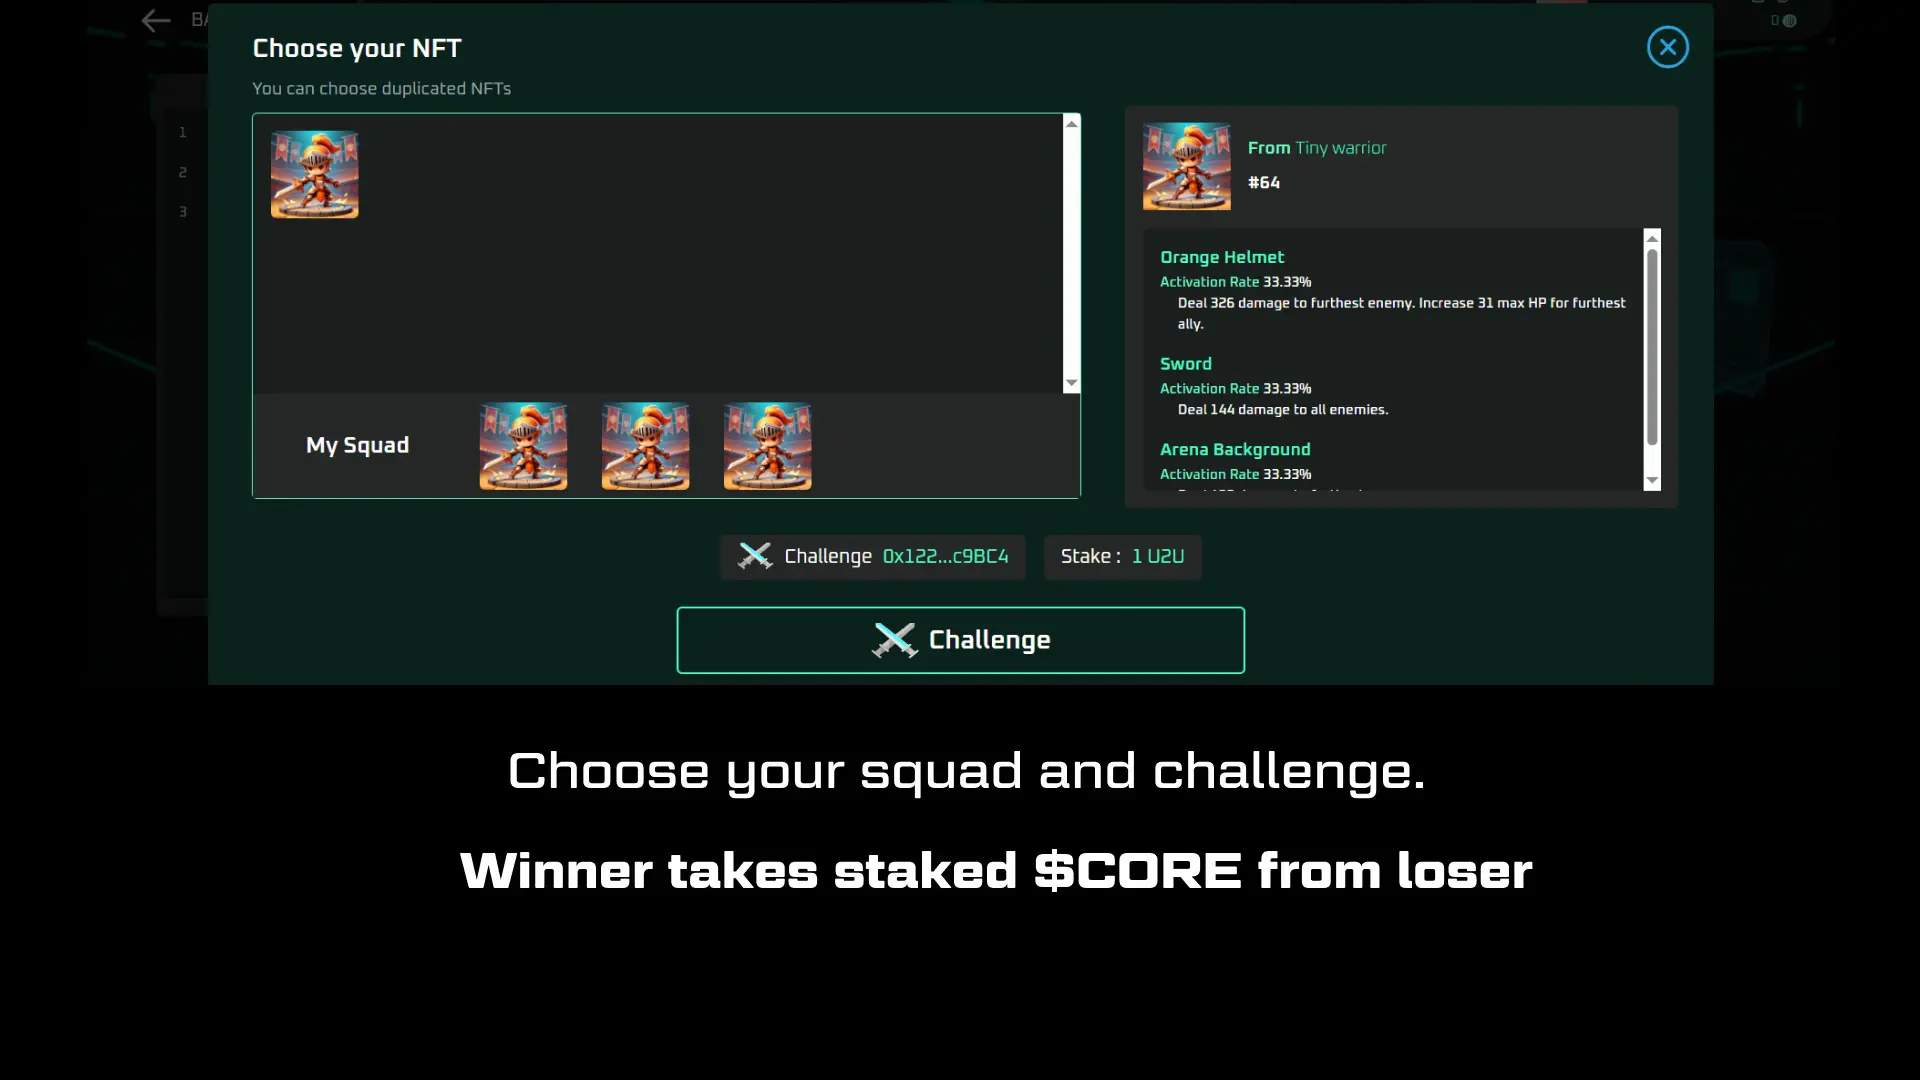 Choose your NFT
You can choose duplicated NFTs
1
2
3
From Tiny warrior
#64
Orange Helmet
Activation Rate 33.33%
Deal 326 damage to furthest enemy. Increase 31 max HP for furthest
ally.
Sword
Activation Rate 33.33%
Deal 144 damage to all enemies.
Arena Background
Activation Rate 33.33%
My Squad
Challenge 0x122...c9BC4
Stake : 1 U2U
Challenge
Choose your squad and challenge.
Winner takes staked $CORE from loser